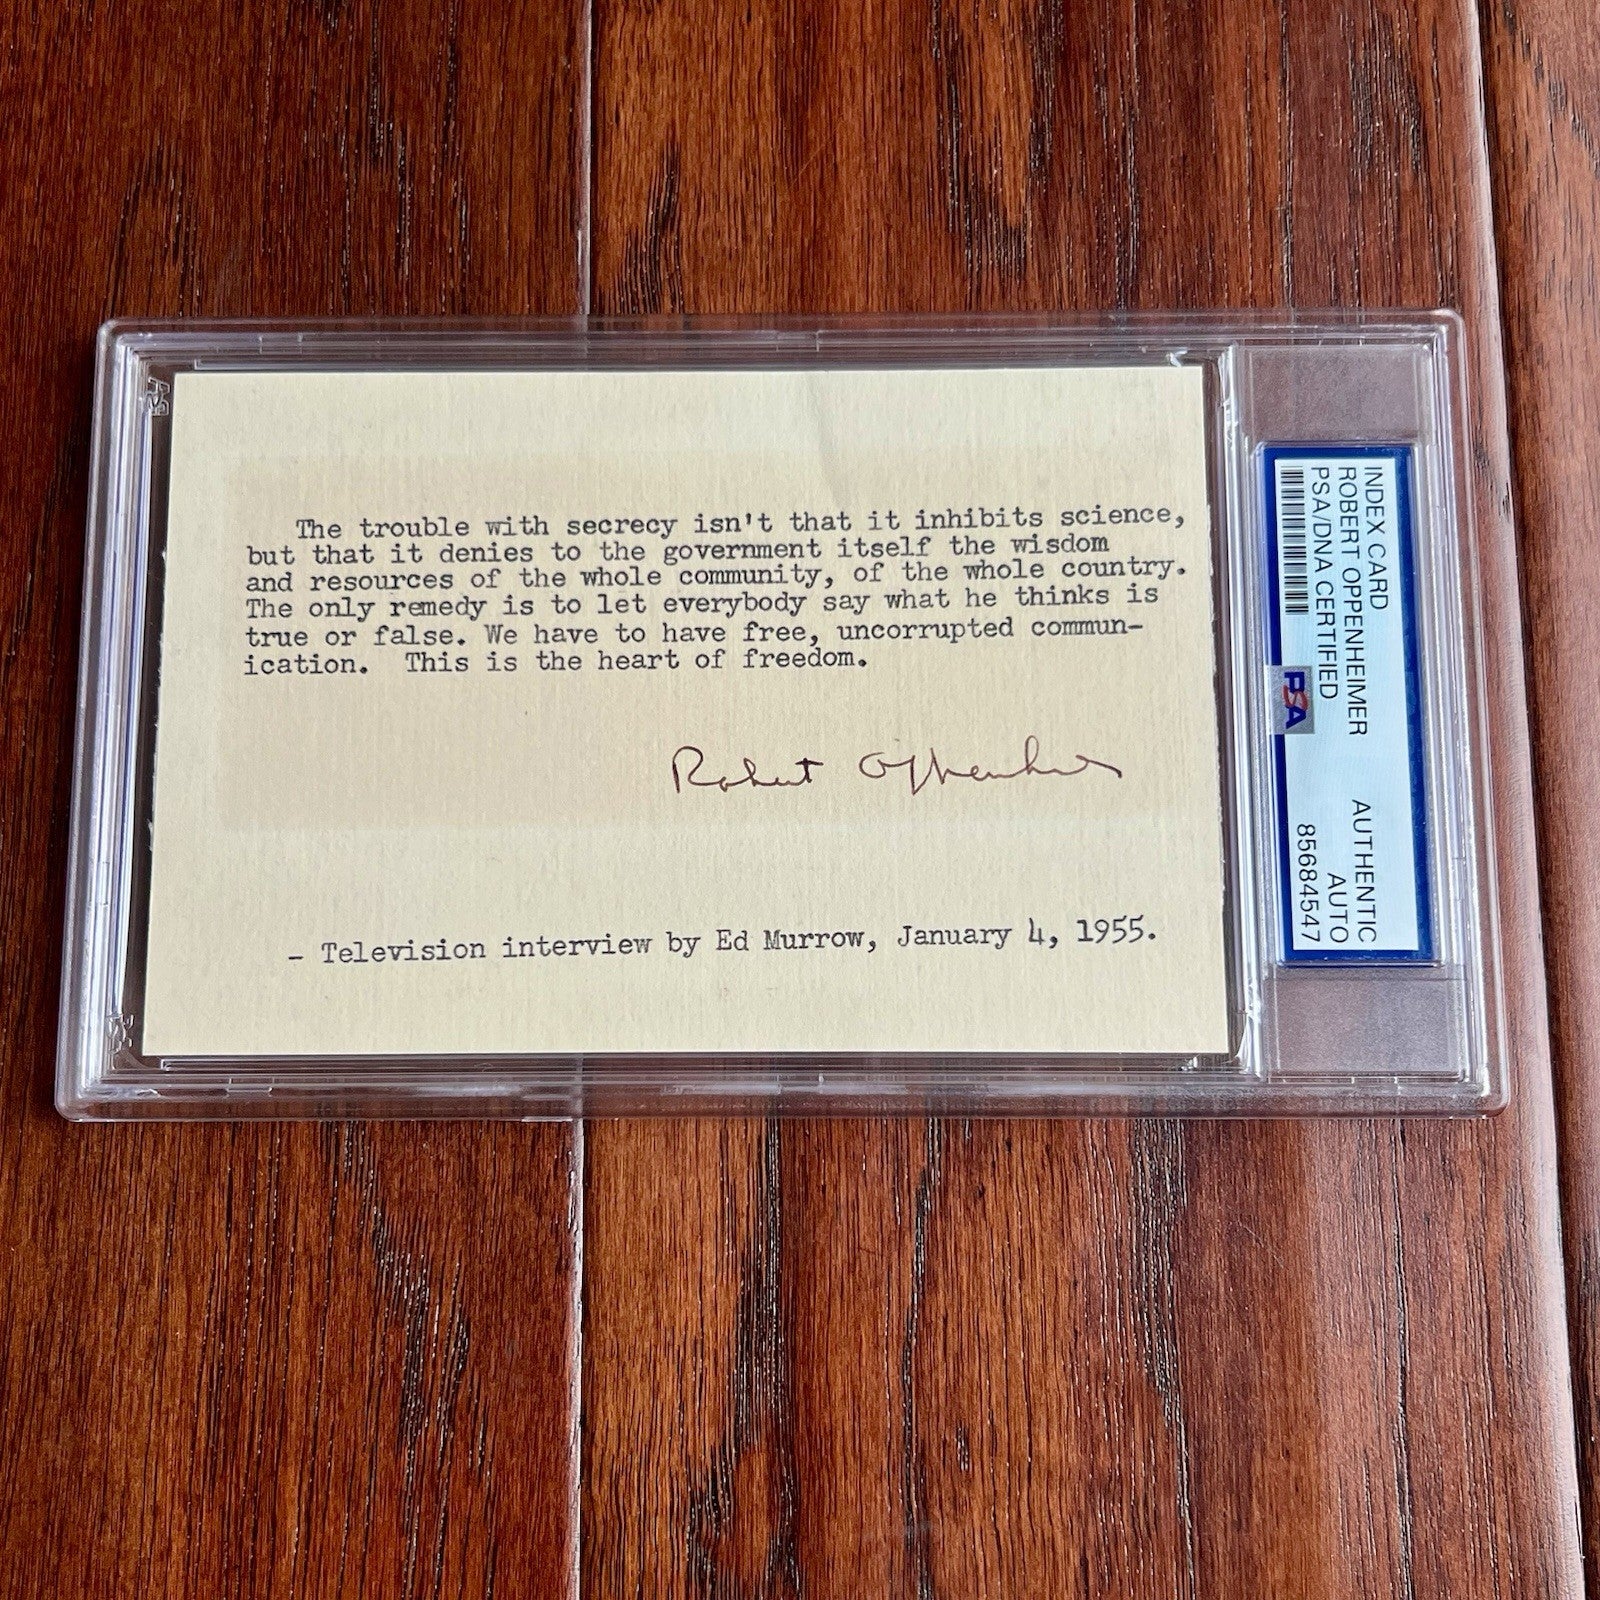 The trouble with secrecy isn't that it inhibits science,
but that it denies to the government itself the wisdom
and resources of the whole community, of the whole country.
The only remedy is to let everybody say what he thinks is
true or false. We have to have free, uncorrupted commun-
ication. This is the heart of freedom.
Robert Oppenheimer
- Television interview by Ed Murrow, January 4, 1955.
INDEX CARD
ROBERT OPPENHEIMER AUTHENTIC
PSA/DNA CERTIFIED AUTO
85684547
PSA